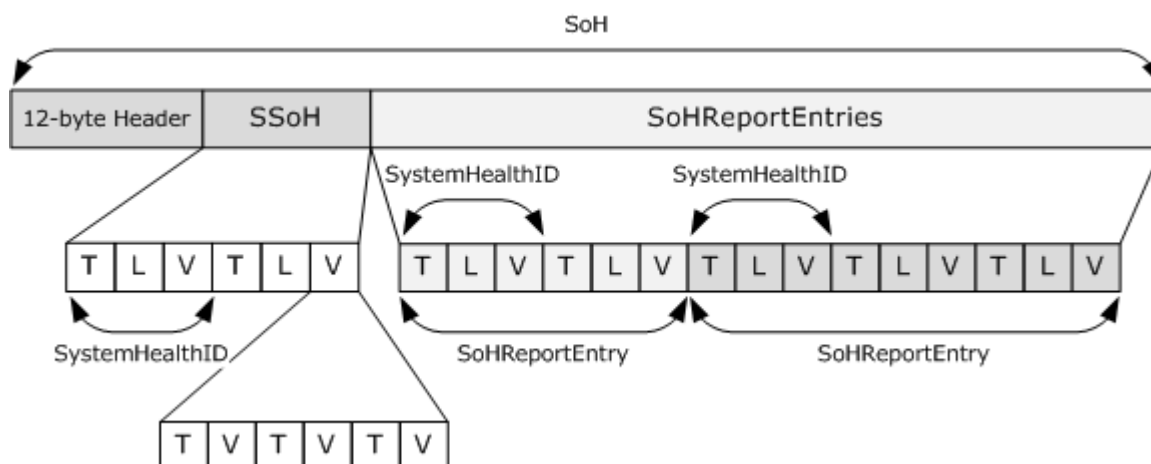 SoH
12-byte Header SSoH SoHReportEntries
SystemHealthID SystemHealthID
T L V T L V T L V T L V T L V T L V T L V
SystemHealthID SoHReportEntry SoHReportEntry
T V T V T V